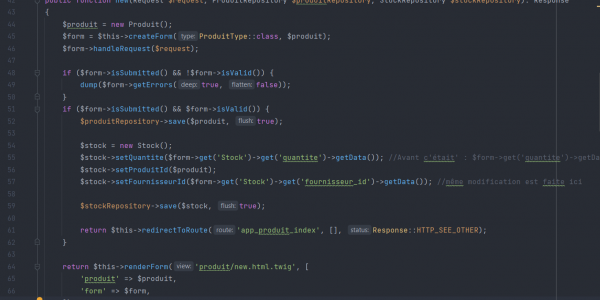 public function new(Request $request, ProduitRepository $produitRepository, StockRepository $stockRepository): Response
43 {
44 $produit = new Produit();
45 $form = $this->createForm( type: ProduitType::class, $produit);
46 $form->handleRequest($request);
47
48 if ($form->isSubmitted() && !$form->isValid()) {
49 dump($form->getErrors( deep: true, flatten: false));
50 }
51 if ($form->isSubmitted() && $form->isValid()) {
52 $produitRepository->save($produit, flush: true);
53
54 $stock = new Stock();
55 $stock->setQuantite($form->get('Stock')->get('quantite')->getData()); //Avant c'était' : $form->get('quantite')->getDa
56 $stock->setProduitId($produit);
57 $stock->setFournisseurId($form->get('Stock')->get('fournisseur_id')->getData()); //même modification est faite ici
58
59 $stockRepository->save($stock, flush: true);
60
61 return $this->redirectToRoute( route: 'app_produit_index', [], status: Response::HTTP_SEE_OTHER);
62 }
63
64 return $this->renderForm( view: 'produit/new.html.twig', [
65 'produit' => $produit,
66 'form' => $form,